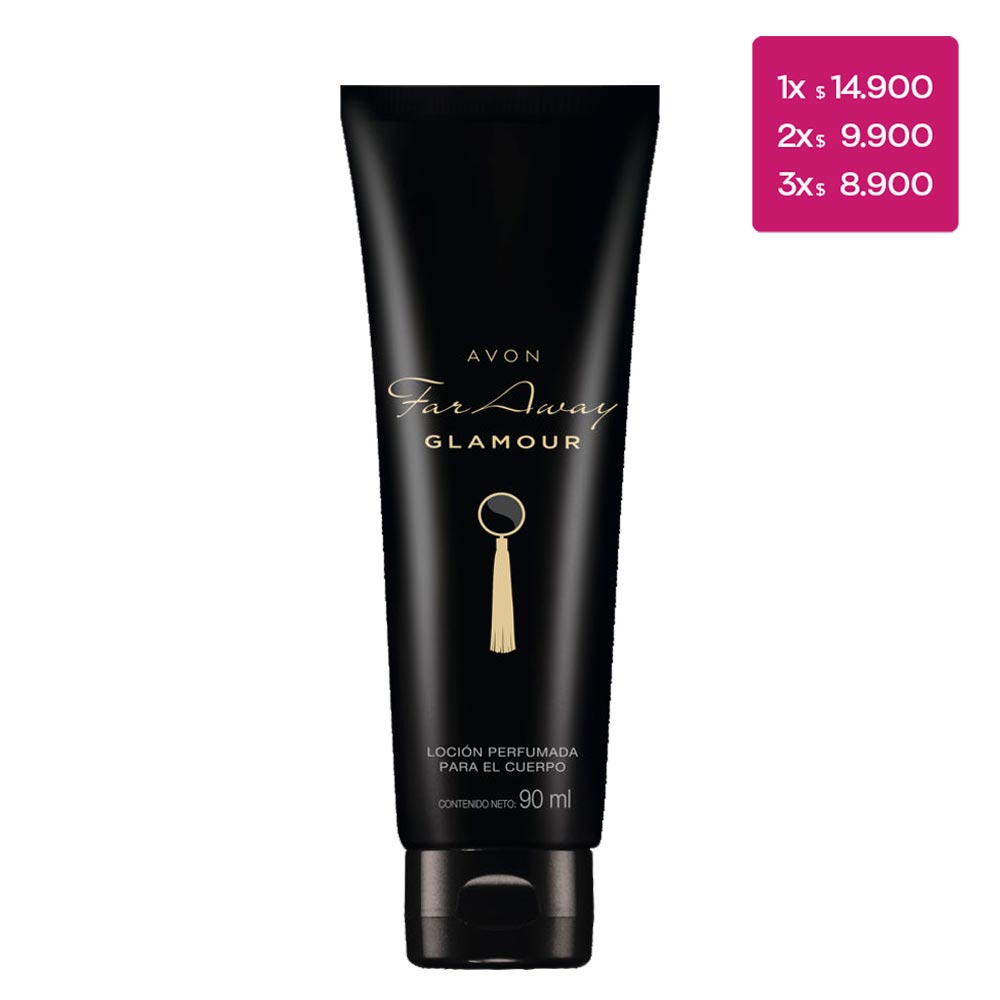 1x $ 14.900
2x $ 9.900
3x $ 8.900
AVON
Far Away
GLAMOUR
LOCIÓN PERFUMADA
PARA EL CUERPO
CONTENIDO NETO: 90 ml